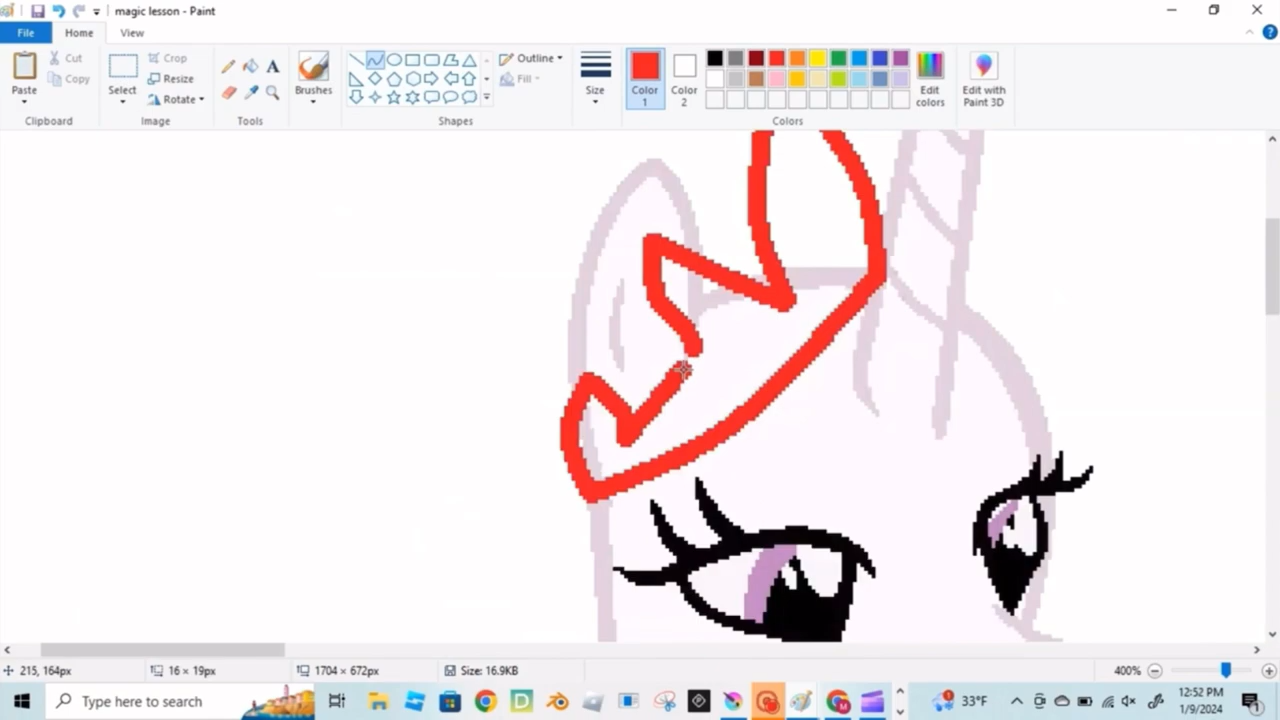 magic lesson - Paint
File
Home
View
Paste
Cut
Copy
Clipboard
Select
Crop
Resize
Rotate
Image
A
Tools
Brushes
Shapes
Outline
Fill
Size
Color 1
Color 2
Edit colors
Colors
Edit with Paint 3D
215, 164px
16 × 19px
1704 × 672px
Size: 16.9KB
400%
Type here to search
33°F
12:52 PM
1/9/2024